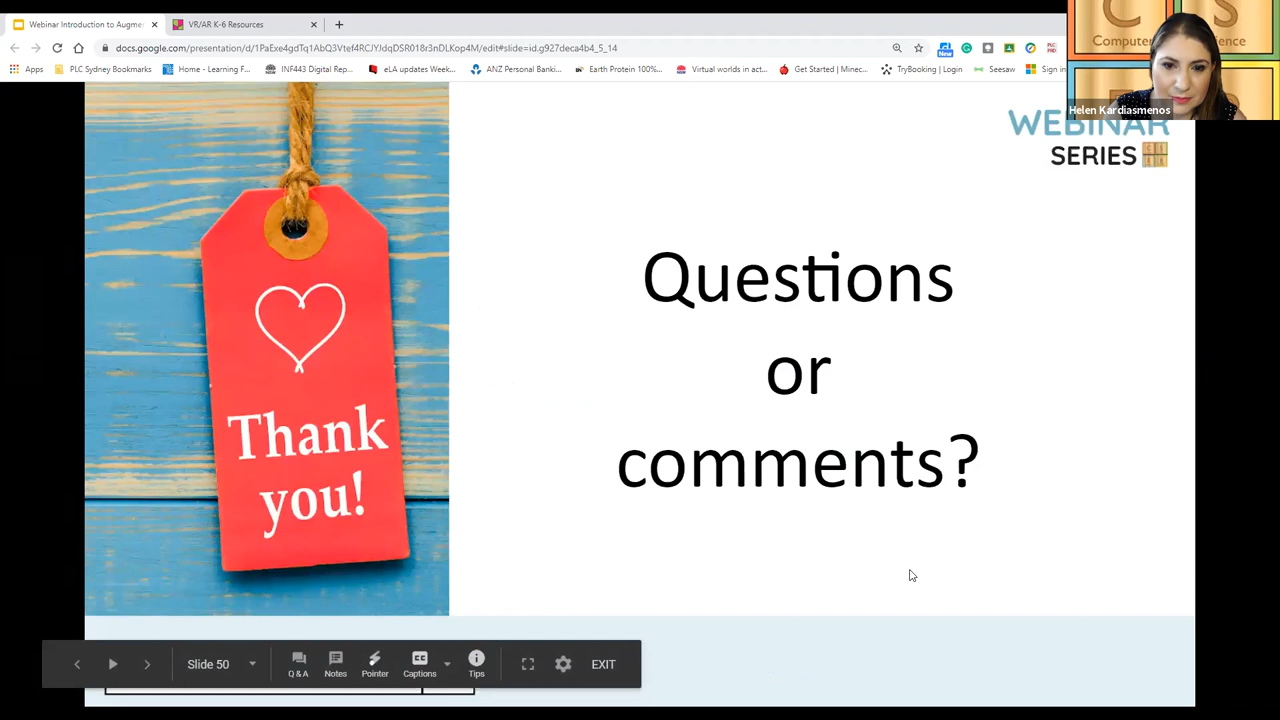 Webinar Introduction to Augme
VR/AR K-6 Resources
docs.google.com/presentation/d/1PaExe4gdTq1AbQ3Vtef4RCJYJdqDSR018r3nDLKop4M/edit#slide=id.g927deca4b4_5_14
New
Apps
PLC Sydney Bookmarks
Home - Learning F...
INF443 Digital Rep...
eLA updates Week...
ANZ Personal Banki...
Earth Protein 100%...
Virtual worlds in act...
Get Started | Minec...
TryBooking | Login
Seesaw
Sign in
Helen Kardiasmenos
WEBINAR
SERIES
Thank
you!
Questions
or
comments?
Slide 50
Q & A
Notes
Pointer
Captions
Tips
EXIT